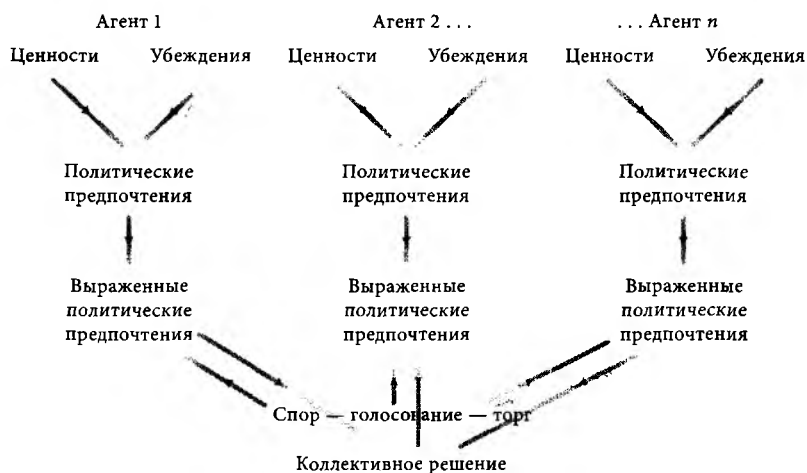 Агент 1 Агент 2 . . . . . . Агент n
Ценности Убеждения Ценности Убеждения Ценности Убеждения
Политические Политические Политические
предпочтения предпочтения предпочтения
Выраженные Выраженные Выраженные
политические политические политические
предпочтения предпочтения предпочтения
Спор — голосование — торг
Коллективное решение